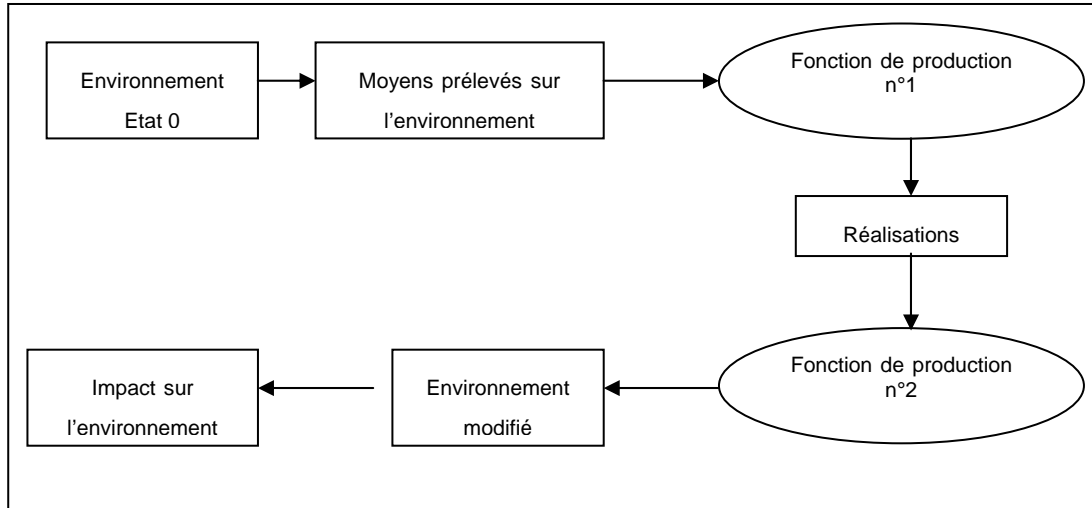 Environnement
Etat 0
Moyens prélevés sur
l'environnement
Fonction de production
n°1
Réalisations
Fonction de production
n°2
Environnement
modifié
Impact sur
l'environnement